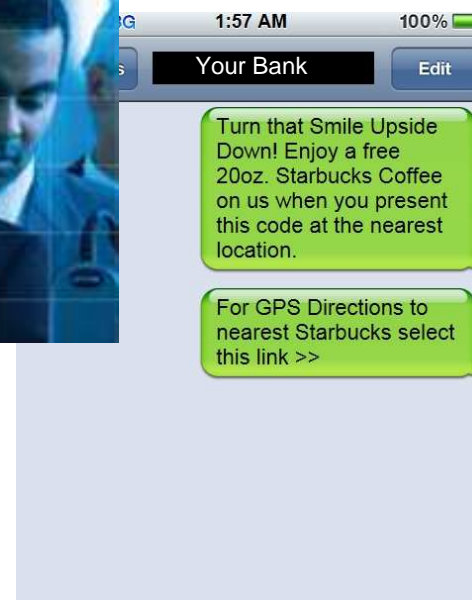 3G 1:57 AM 100%
s Your Bank Edit
Turn that Smile Upside
Down! Enjoy a free
20oz. Starbucks Coffee
on us when you present
this code at the nearest
location.
For GPS Directions to
nearest Starbucks select
this link >>